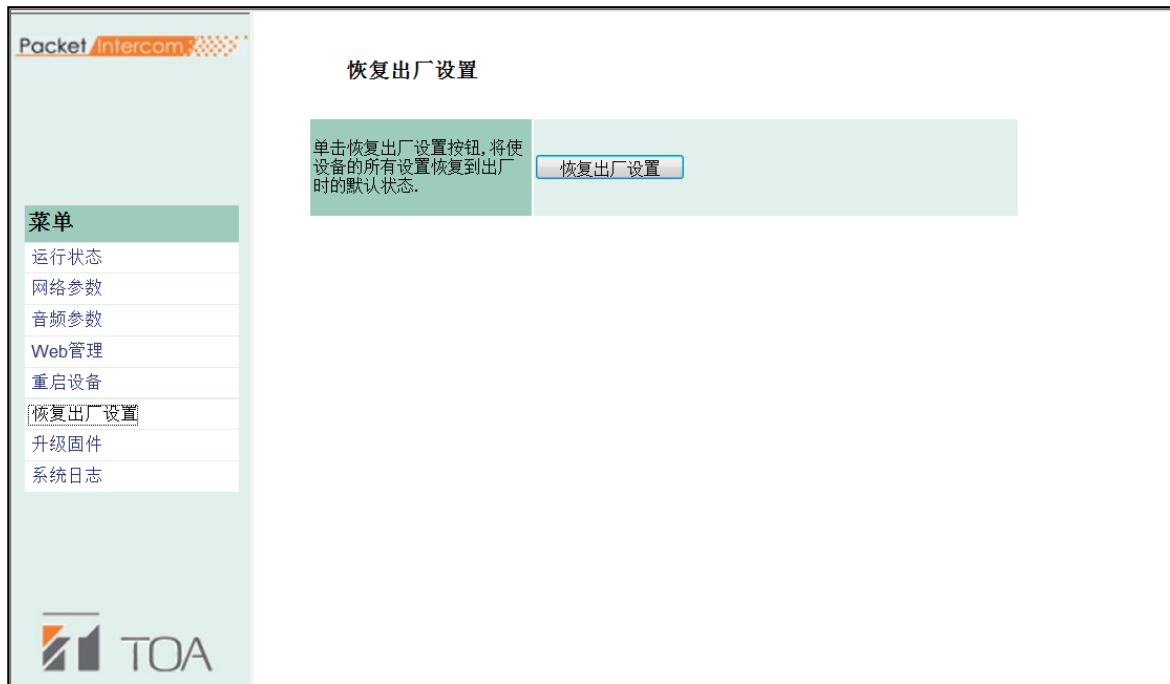 Packet Intercom
恢复出厂设置
单击恢复出厂设置按钮,将使
设备的所有设置恢复到出厂
时的默认状态.
恢复出厂设置
菜单
运行状态
网络参数
音频参数
Web管理
重启设备
恢复出厂设置
升级固件
系统日志
TOA